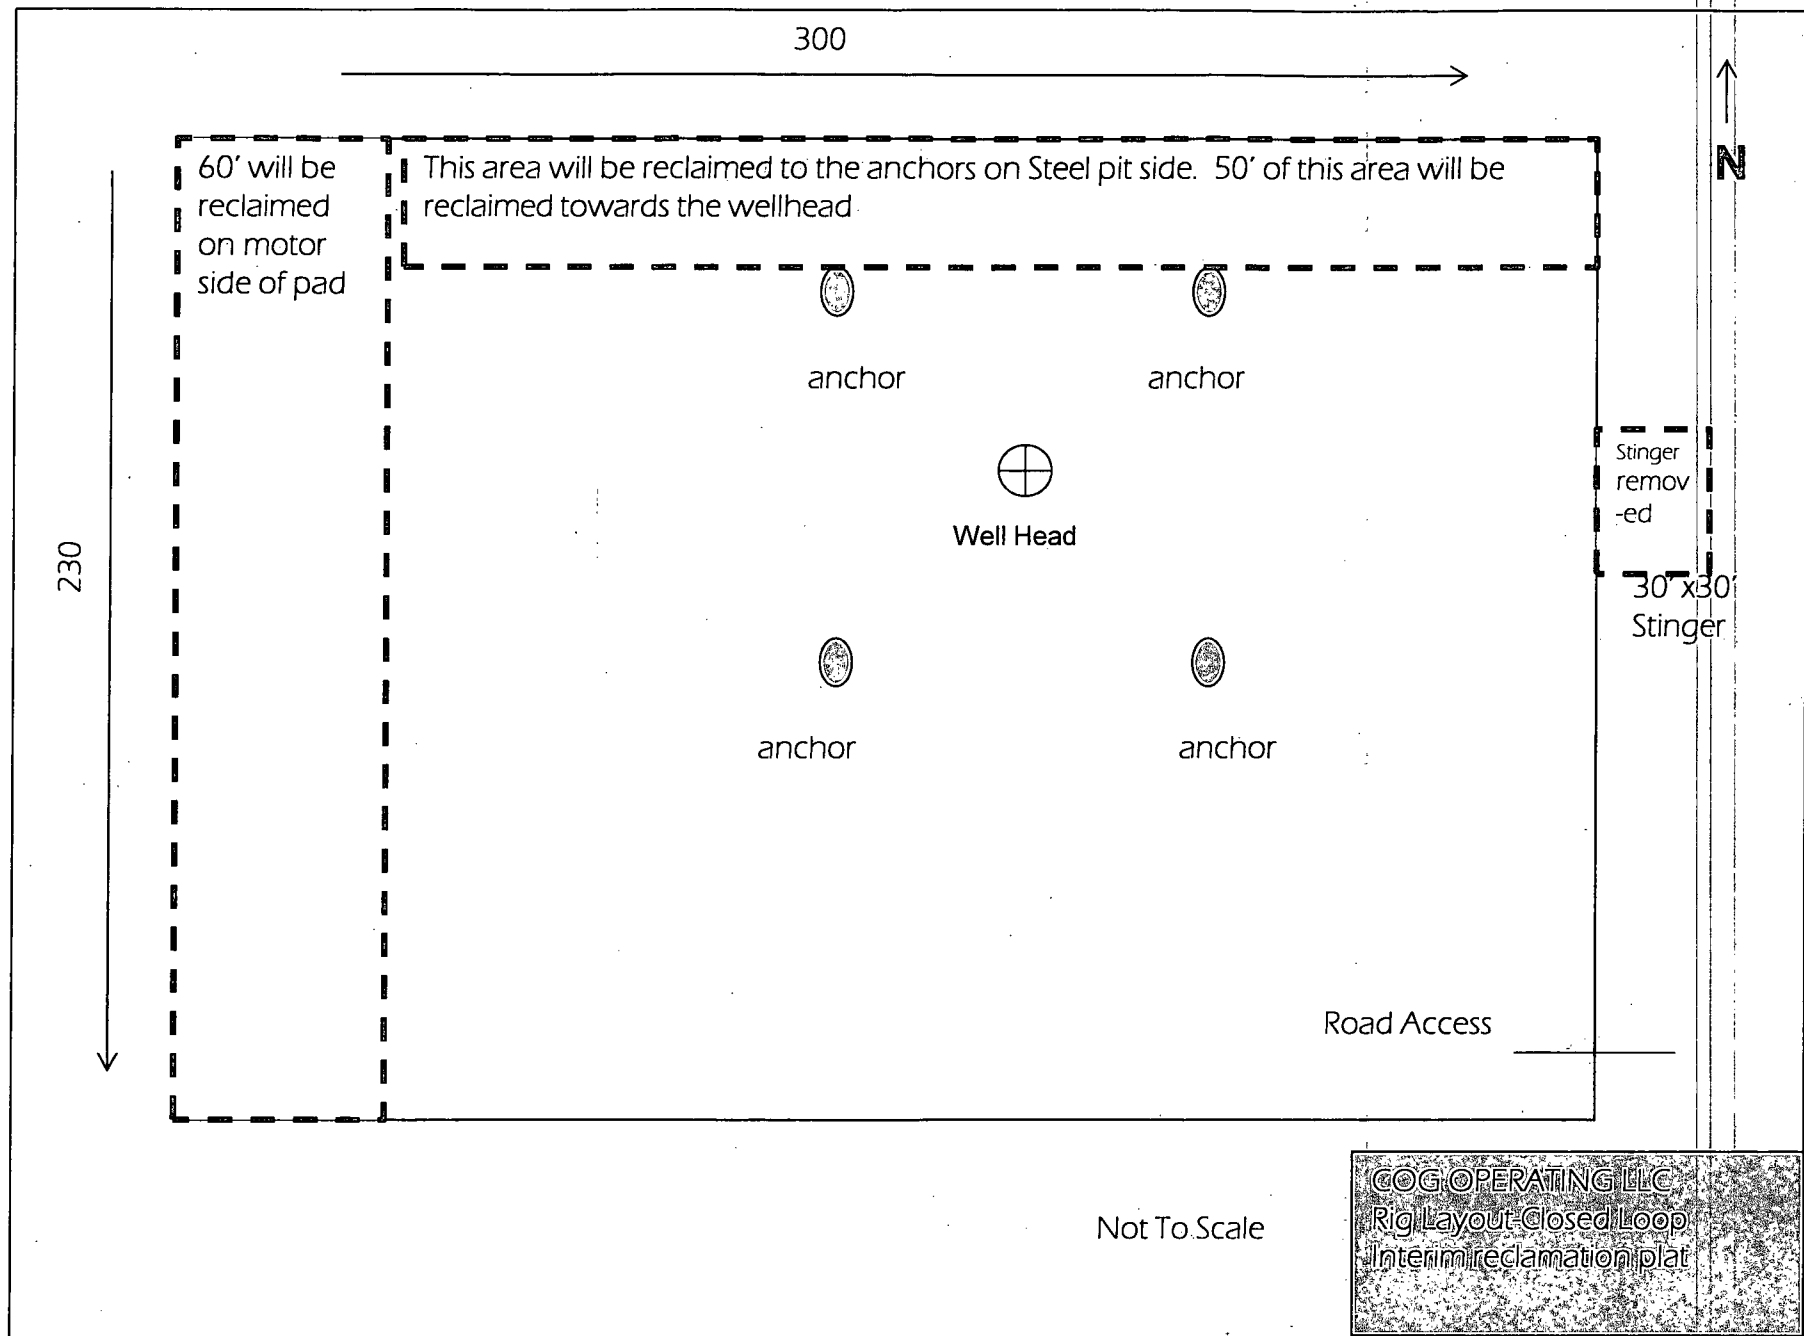 300
N
60' will be
reclaimed
on motor
side of pad
This area will be reclaimed to the anchors on Steel pit side. 50' of this area will be
reclaimed towards the wellhead
anchor
anchor
Stinger
remov
-ed
Well Head
230
30' x30'
Stinger
anchor
anchor
Road Access
Not To Scale
COG OPERATING LLC
Rig Layout-Closed Loop
Interim reclamation plat